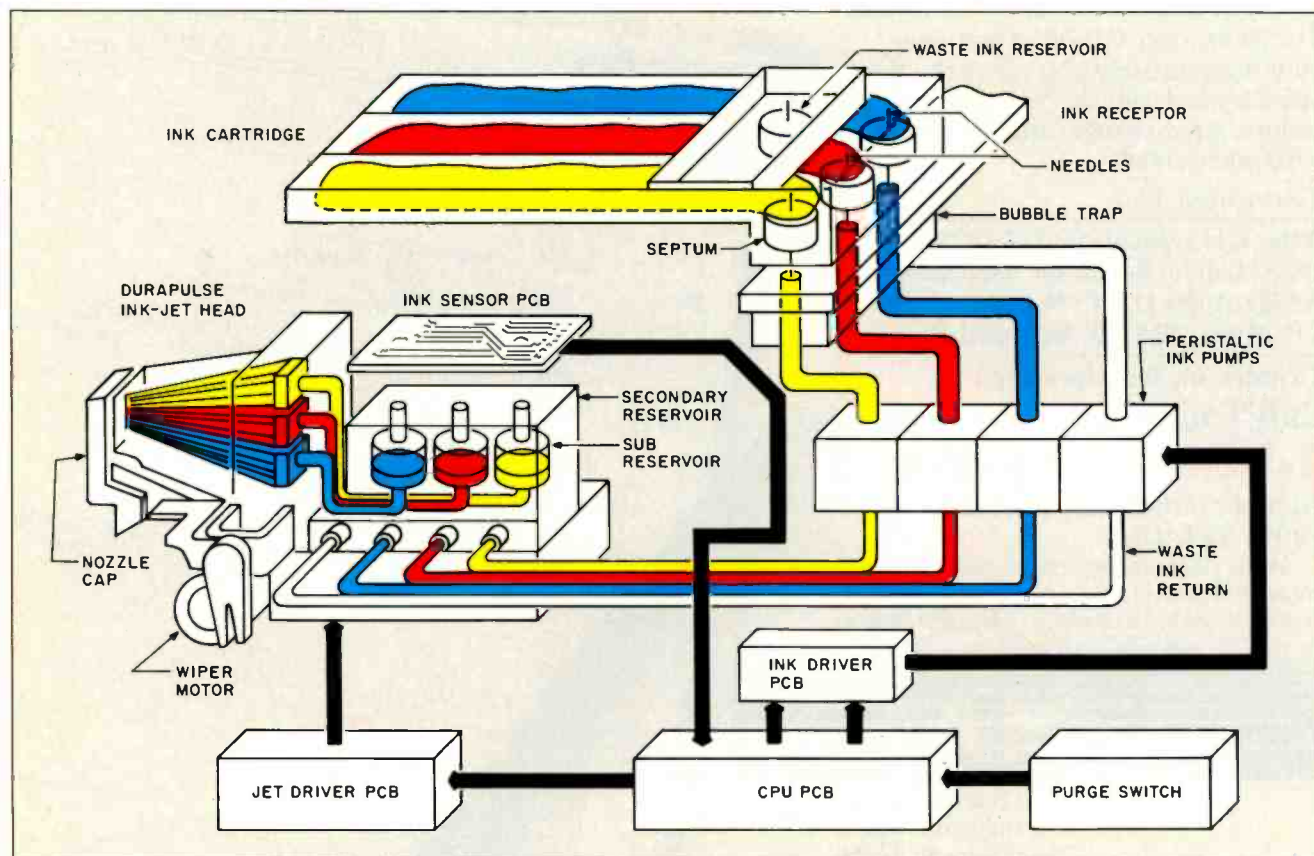 WASTE INK RESERVOIR
INK RECEPTOR
INK CARTRIDGE
NEEDLES
BUBBLE TRAP
SEPTUM
DURAPULSE
INK-JET HEAD
INK SENSOR PCB
PERISTALTIC
INK PUMPS
SECONDARY
RESERVOIR
SUB
RESERVOIR
NOZZLE
CAP
WASTE
INK
RETURN
WIPER
MOTOR
INK DRIVER
PCB
JET DRIVER PCB
CPU PCB
PURGE SWITCH